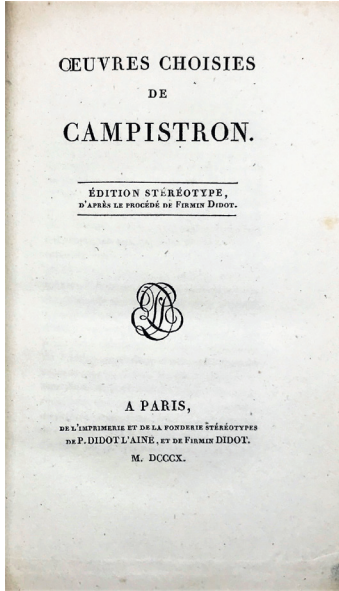 ŒUVRES CHOISIES
DE
CAMPISTRON.
ÉDITION STÉRÉOTYPE,
D'APRÈS LE PROCÉDÉ DE FIRMIN DIDOT.
A PARIS,
DE L'IMPRIMERIE ET DE LA FONDERIE STÉRÉOTYPES
DE P. DIDOT L'AINÉ, ET DE FIRMIN DIDOT.
M. DCCCX.